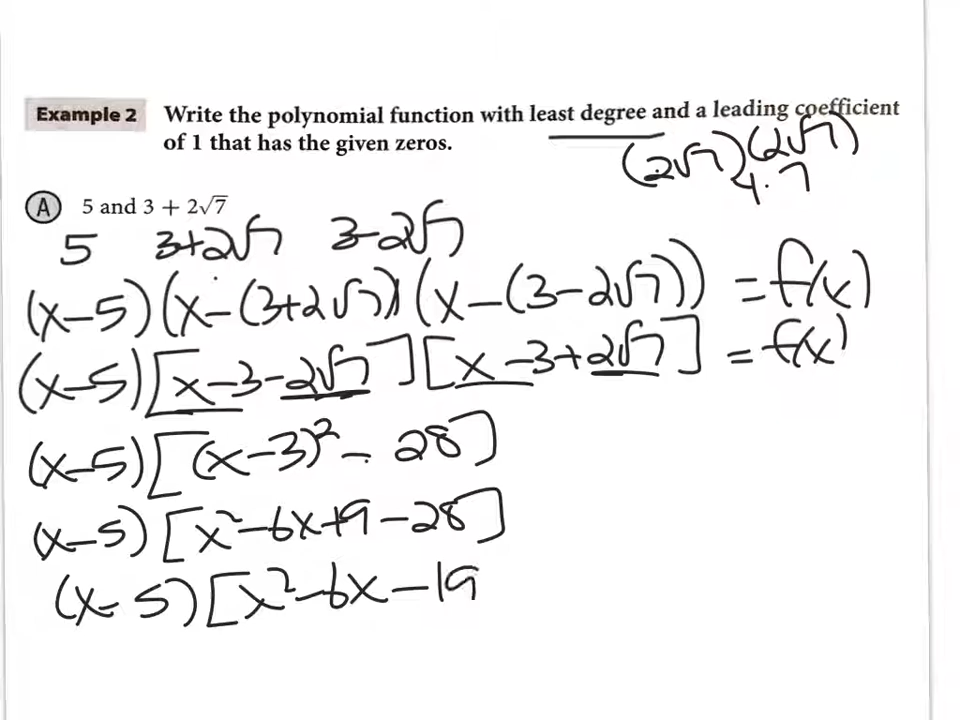 Example 2 Write the polynomial function with least degree and a leading coefficient
of 1 that has the given zeros.
(2√7)(2√7)
4·7
A 5 and 3 + 2√7
5 3+2√7 3-2√7
(x-5)(x-(3+2√7))(x-(3-2√7)) = f(x)
(x-5)[x-3-2√7][x-3+2√7] = f(x)
(x-5)[(x-3)²- 28]
(x-5)[x²-6x+9-28]
(x-5)[x²-6x-19